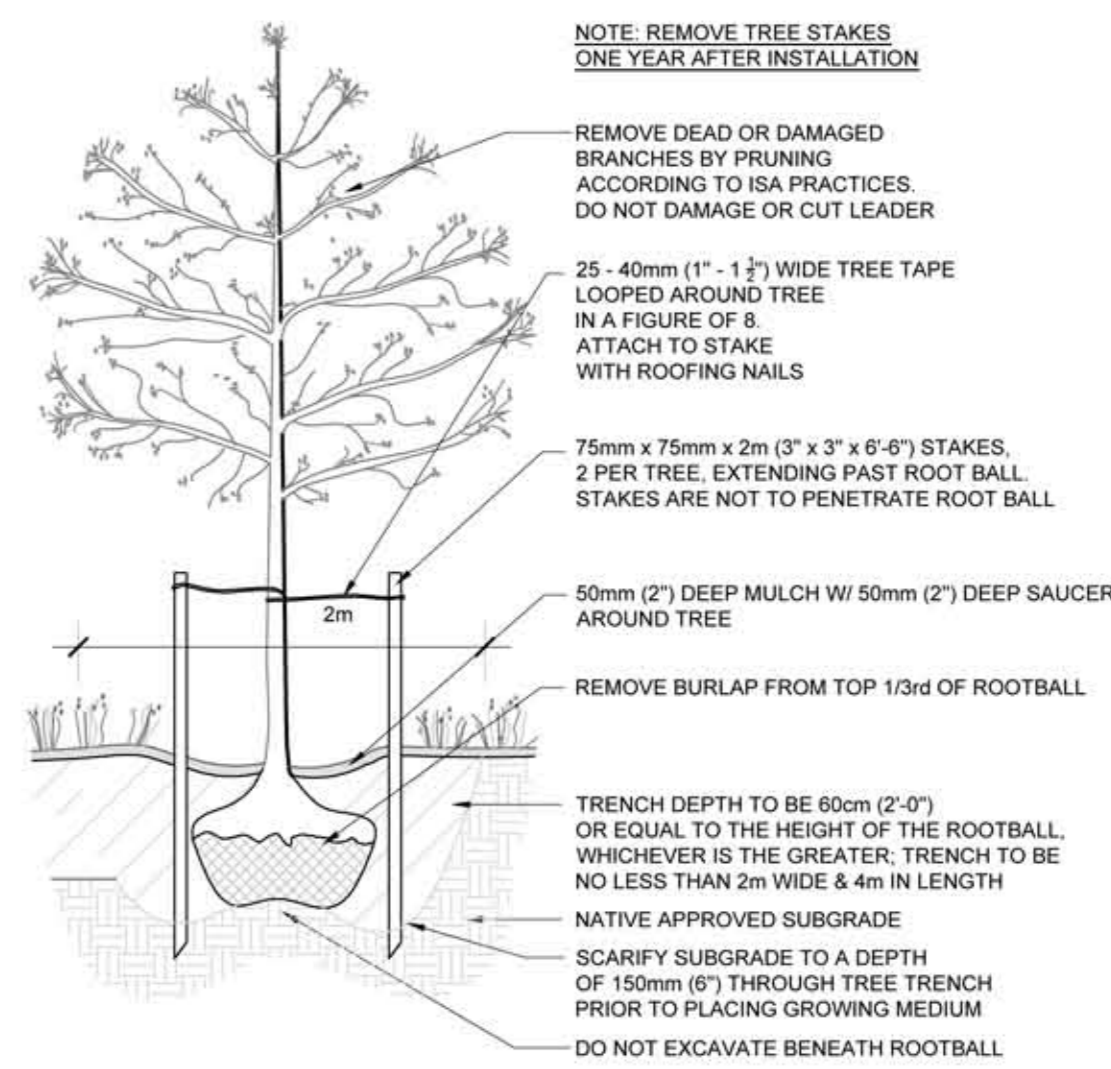 NOTE: REMOVE TREE STAKES
ONE YEAR AFTER INSTALLATION
REMOVE DEAD OR DAMAGED
BRANCHES BY PRUNING
ACCORDING TO ISA PRACTICES.
DO NOT DAMAGE OR CUT LEADER
25 - 40mm (1" - 1 ½") WIDE TREE TAPE
LOOPED AROUND TREE
IN A FIGURE OF 8.
ATTACH TO STAKE
WITH ROOFING NAILS
75mm x 75mm x 2m (3" x 3" x 6'-6") STAKES,
2 PER TREE, EXTENDING PAST ROOT BALL.
STAKES ARE NOT TO PENETRATE ROOT BALL
50mm (2") DEEP MULCH W/ 50mm (2") DEEP SAUCER
AROUND TREE
2m
REMOVE BURLAP FROM TOP 1/3rd OF ROOTBALL
TRENCH DEPTH TO BE 60cm (2'-0")
OR EQUAL TO THE HEIGHT OF THE ROOTBALL,
WHICHEVER IS THE GREATER; TRENCH TO BE
NO LESS THAN 2m WIDE & 4m IN LENGTH
NATIVE APPROVED SUBGRADE
SCARIFY SUBGRADE TO A DEPTH
OF 150mm (6") THROUGH TREE TRENCH
PRIOR TO PLACING GROWING MEDIUM
DO NOT EXCAVATE BENEATH ROOTBALL